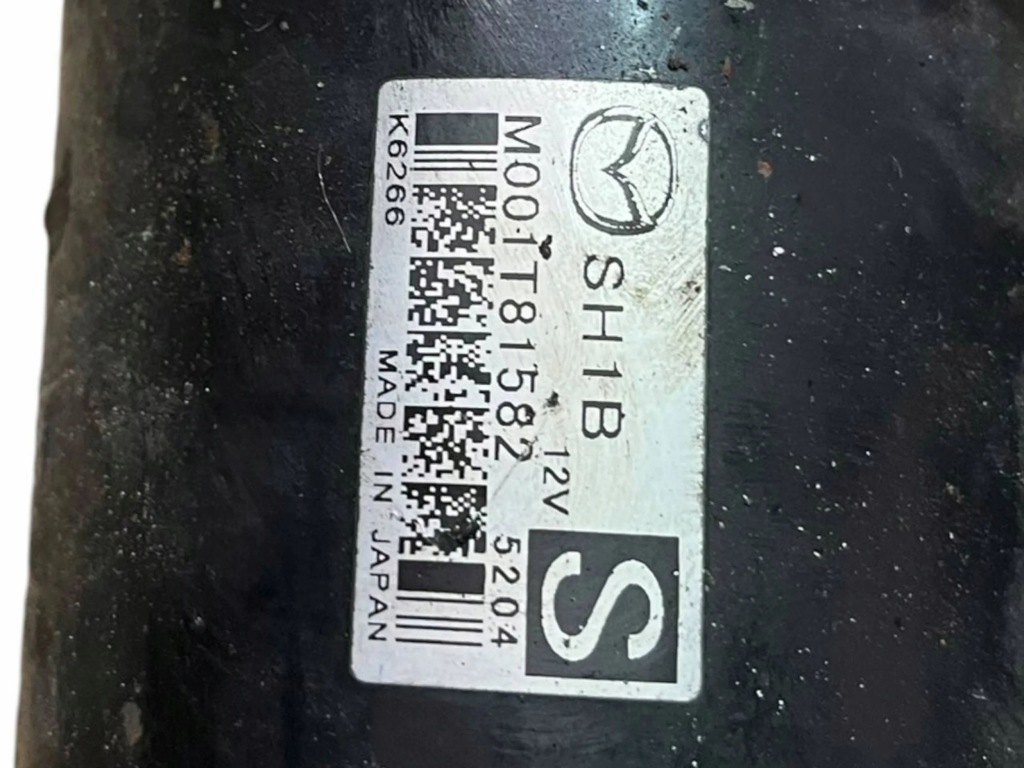 SH1B
12V
S
M001T81582
5204
K6266 MADE IN JAPAN